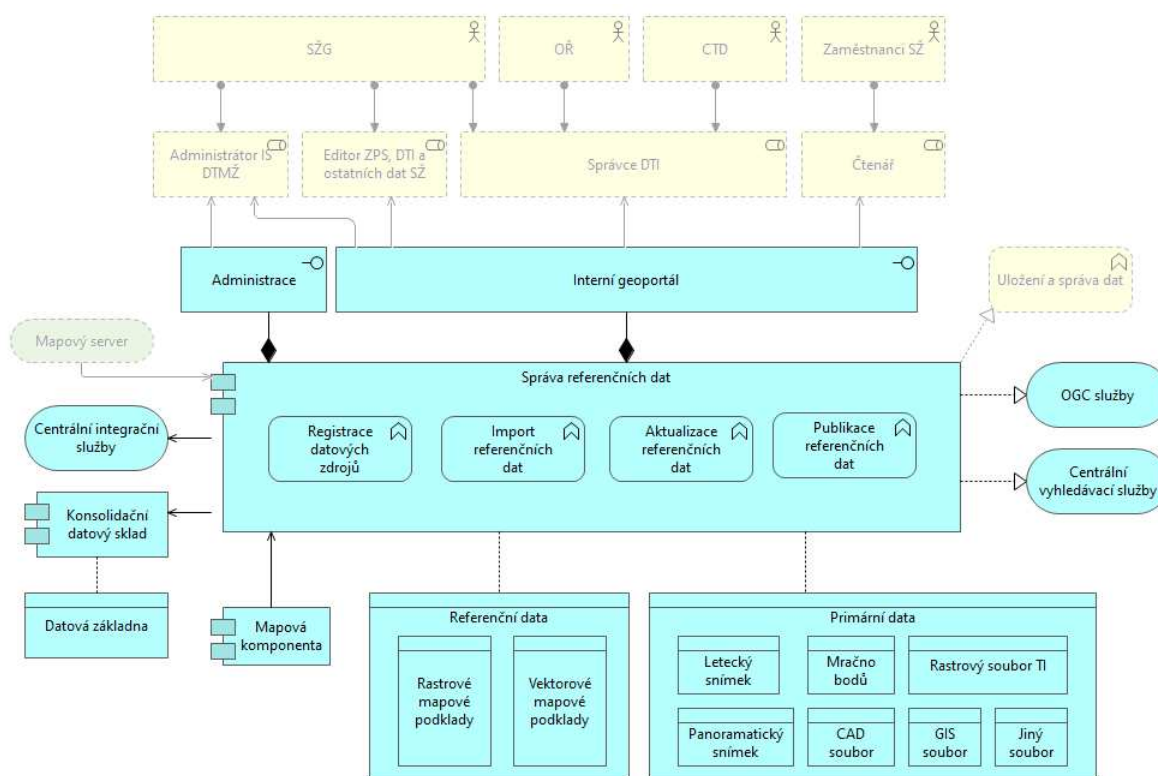 SŽG
OŘ
CTD
Zaměstnanci SŽ
Administrátor IS
DTMŽ
Editor ZPS, DTI a
ostatních dat SŽ
Správce DTI
Čtenář
Administrace
Interní geoportál
Uložení a správa dat
Mapový server
Správa referenčních dat
Registrace
datových
zdrojů
Import
referenčních
dat
Aktualizace
referenčních
dat
Publikace
referenčních
dat
OGC služby
Centrální integrační
služby
Centrální
vyhledávací služby
Konsolidační
datový sklad
Datová základna
Mapová
komponenta
Referenční data
Rastrové
mapové
podklady
Vektorové
mapové
podklady
Primární data
Letecký
snímek
Mračno
bodů
Rastrový soubor TI
Panoramatický
snímek
CAD
soubor
GIS
soubor
Jiný
soubor